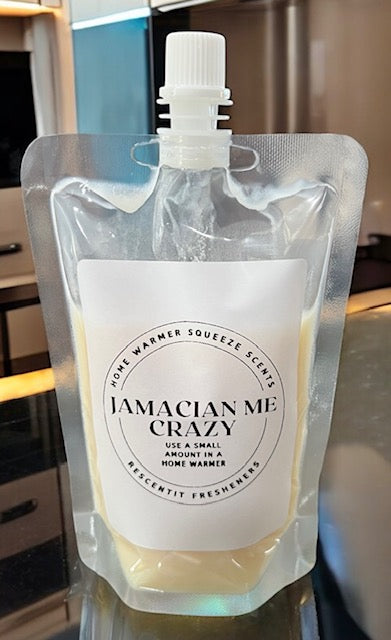 HOME WARMER SQUEEZE SCENTS
JAMACIAN ME
CRAZY
USE A SMALL
AMOUNT IN A
HOME WARMER
RESCENTIT FRESHENERS